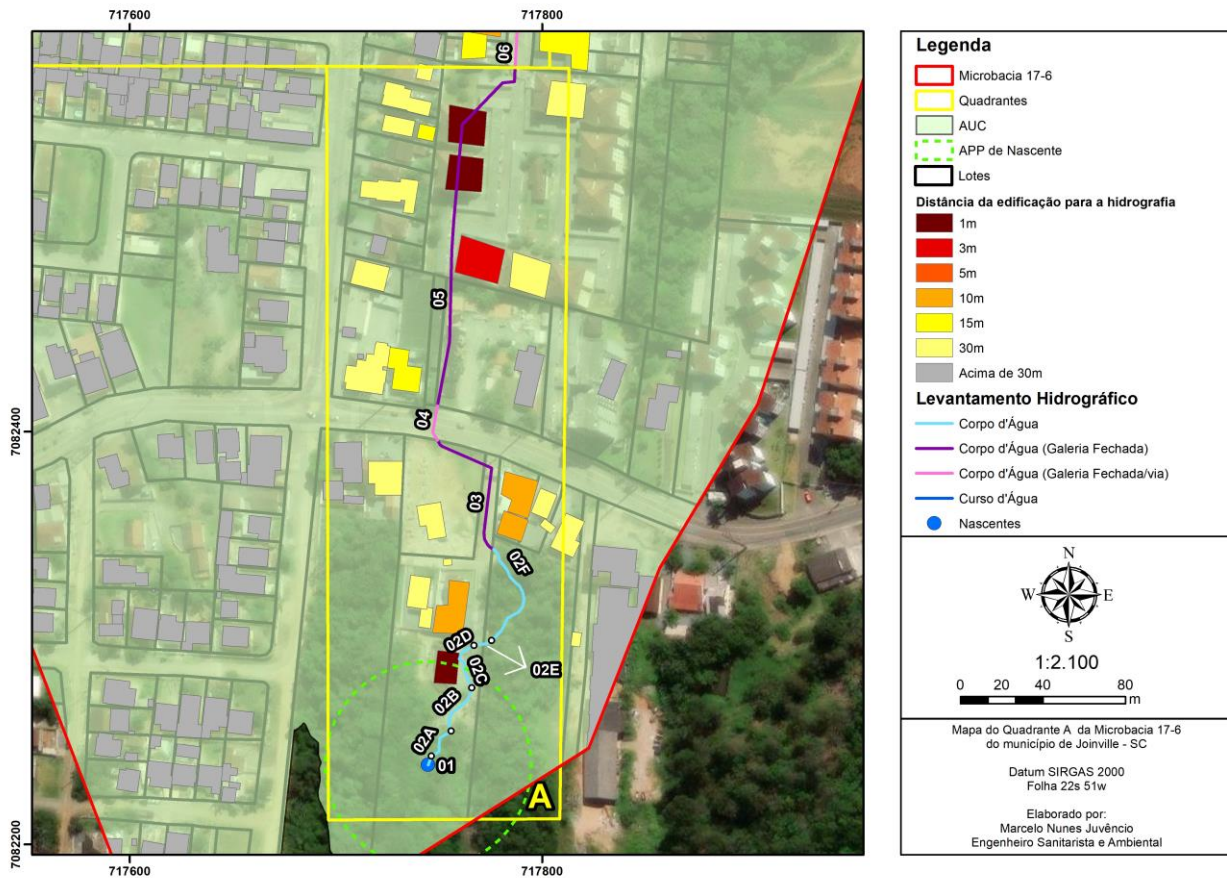 717600
717800
7082400
7082200
717600
717800
06
05
04
03
02F
02D
02E
02C
02B
02A
01
A
Legenda
Microbacia 17-6
Quadrantes
AUC
APP de Nascente
Lotes
Distância da edificação para a hidrografia
1m
3m
5m
10m
15m
30m
Acima de 30m
Levantamento Hidrográfico
Corpo d'Água
Corpo d'Água (Galeria Fechada)
Corpo d'Água (Galeria Fechada/via)
Curso d'Água
Nascentes
N
W E
S
1:2.100
0 20 40 80
m
Mapa do Quadrante A da Microbacia 17-6
do município de Joinville - SC
Datum SIRGAS 2000
Folha 22s 51w
Elaborado por:
Marcelo Nunes Juvêncio
Engenheiro Sanitarista e Ambiental